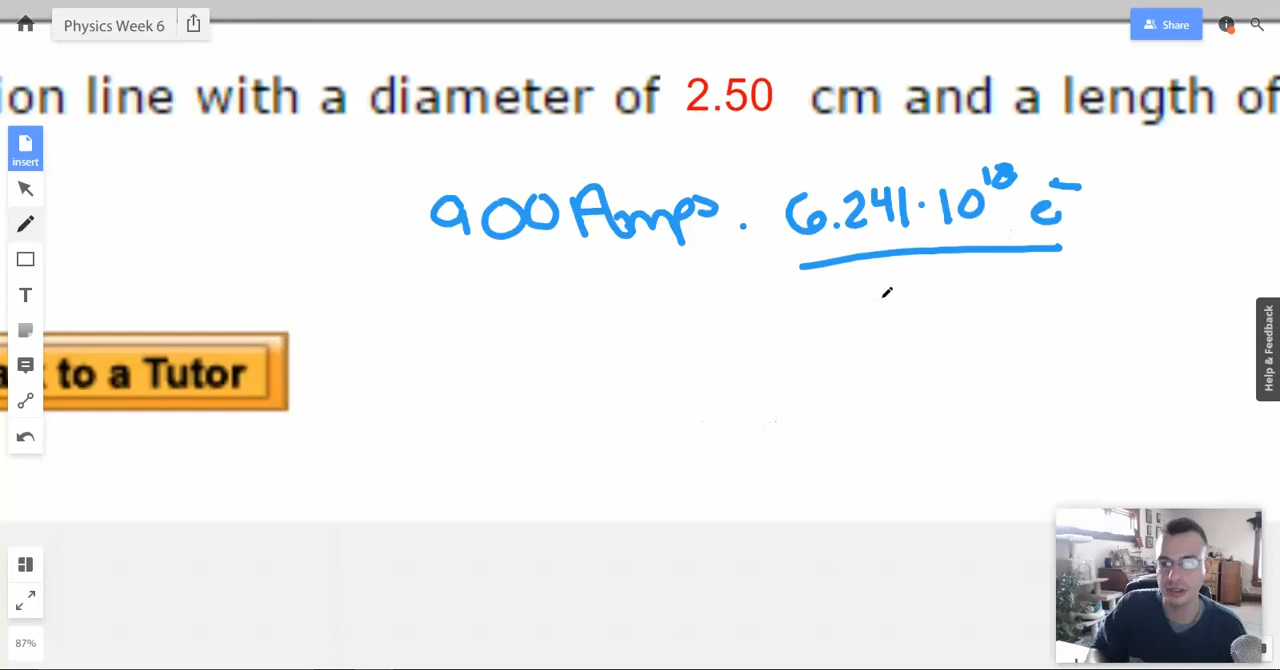 Physics Week 6
Share
ion line with a diameter of 2.50 cm and a length of
insert
900 Amps · 6.241·10¹⁸ e⁻
T
to a Tutor
Help & Feedback
87%